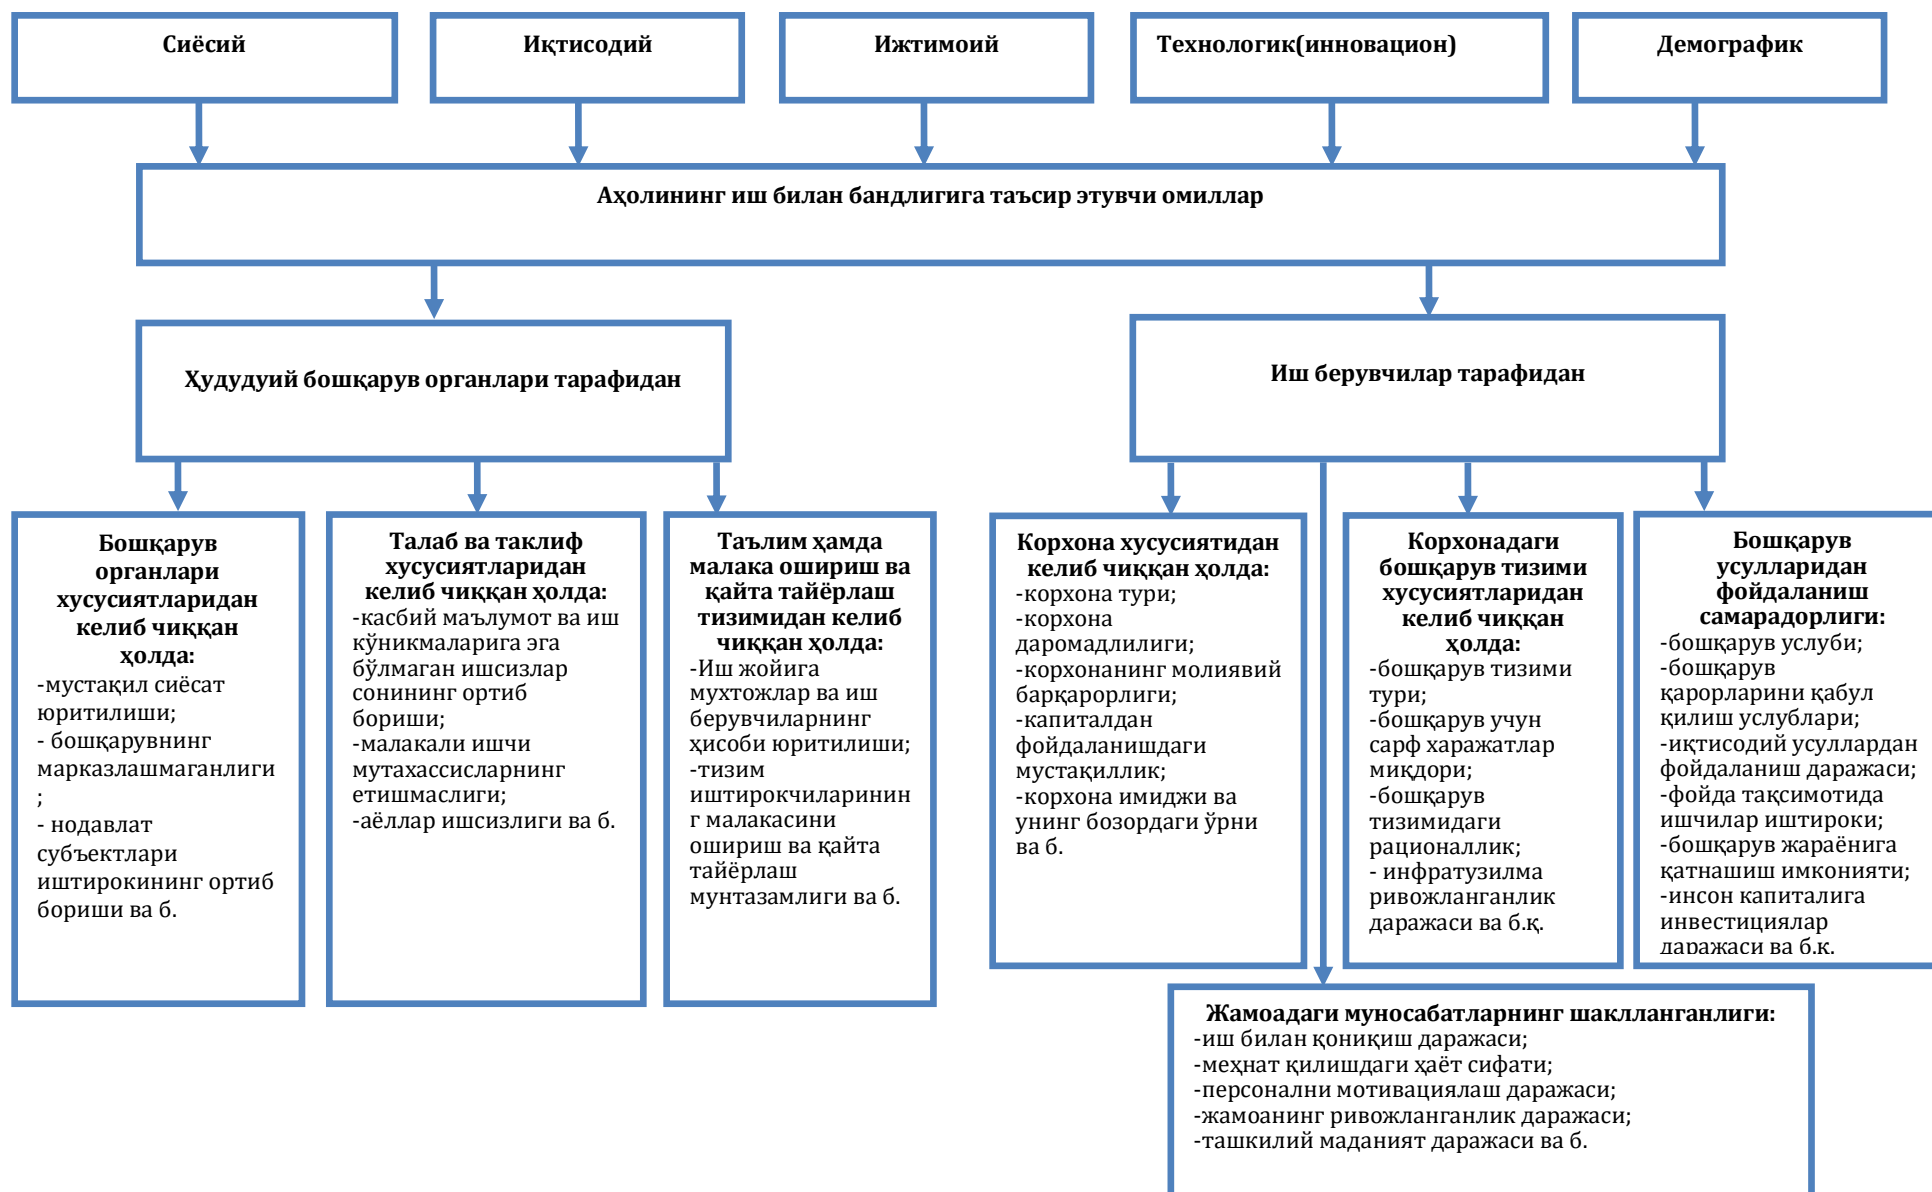 Сиёсий
Иқтисодий
Ижтимоий
Технологик(инновацион)
Демографик
Аҳолининг иш билан бандлигига таъсир этувчи омиллар
Ҳудудуий бошқарув органлари тарафидан
Иш берувчилар тарафидан
Бошқарув
органлари
хусусиятларидан
келиб чиққан
ҳолда:
-мустақил сиёсат
юритилиши;
- бошқарувнинг
марказлашмаганлиги
;
- нодавлат
субъектлари
иштирокининг ортиб
бориши ва б.
Талаб ва таклиф
хусусиятларидан
келиб чиққан ҳолда:
-касбий маълумот ва иш
кўникмаларига эга
бўлмаган ишсизлар
сонининг ортиб
бориши;
-малакали ишчи
мутахассисларнинг
етишмаслиги;
-аёллар ишсизлиги ва б.
Таълим ҳамда
малака ошириш ва
қайта тайёрлаш
тизимидан келиб
чиққан ҳолда:
-Иш жойига
мухтожлар ва иш
берувчиларнинг
ҳисоби юритилиши;
-тизим
иштирокчиларинин
г малакасини
ошириш ва қайта
тайёрлаш
мунтазамлиги ва б.
Корхона хусусиятидан
келиб чиққан ҳолда:
-корхона тури;
-корхона
даромадлилиги;
-корхонанинг молиявий
барқарорлиги;
-капиталдан
фойдаланишдаги
мустақиллик;
-корхона имиджи ва
унинг бозордаги ўрни
ва б.
Корхонадаги
бошқарув тизими
хусусиятларидан
келиб чиққан
ҳолда:
-бошқарув тизими
тури;
-бошқарув учун
сарф харажатлар
миқдори;
-бошқарув
тизимидаги
рационаллик;
- инфратузилма
ривожланганлик
даражаси ва б.қ.
Бошқарув
усулларидан
фойдаланиш
самарадорлиги:
-бошқарув услуби;
-бошқарув
қарорларини қабул
қилиш услублари;
-иқтисодий усуллардан
фойдаланиш даражаси;
-фойда тақсимотида
ишчилар иштироки;
-бошқарув жараёнига
қатнашиш имконияти;
-инсон капиталига
инвестициялар
даражаси ва б.к.
Жамоадаги муносабатларнинг шаклланганлиги:
-иш билан қониқиш даражаси;
-меҳнат қилишдаги ҳаёт сифати;
-персонални мотивациялаш даражаси;
-жамоанинг ривожланганлик даражаси;
-ташкилий маданият даражаси ва б.